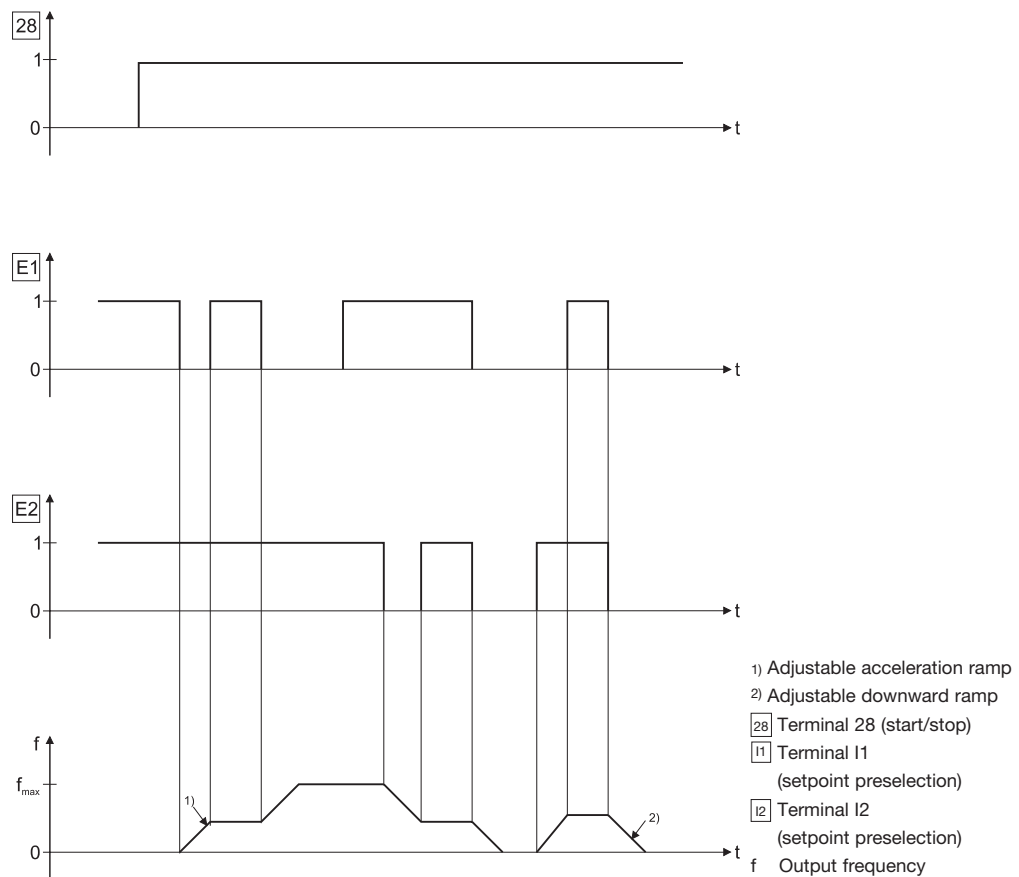 28
1
0
t
E1
1
0
t
E2
1
0
t
f
fmax
1)
2)
0
t
1) Adjustable acceleration ramp
2) Adjustable downward ramp
28 Terminal 28 (start/stop)
I1 Terminal I1
(setpoint preselection)
I2 Terminal I2
(setpoint preselection)
f Output frequency